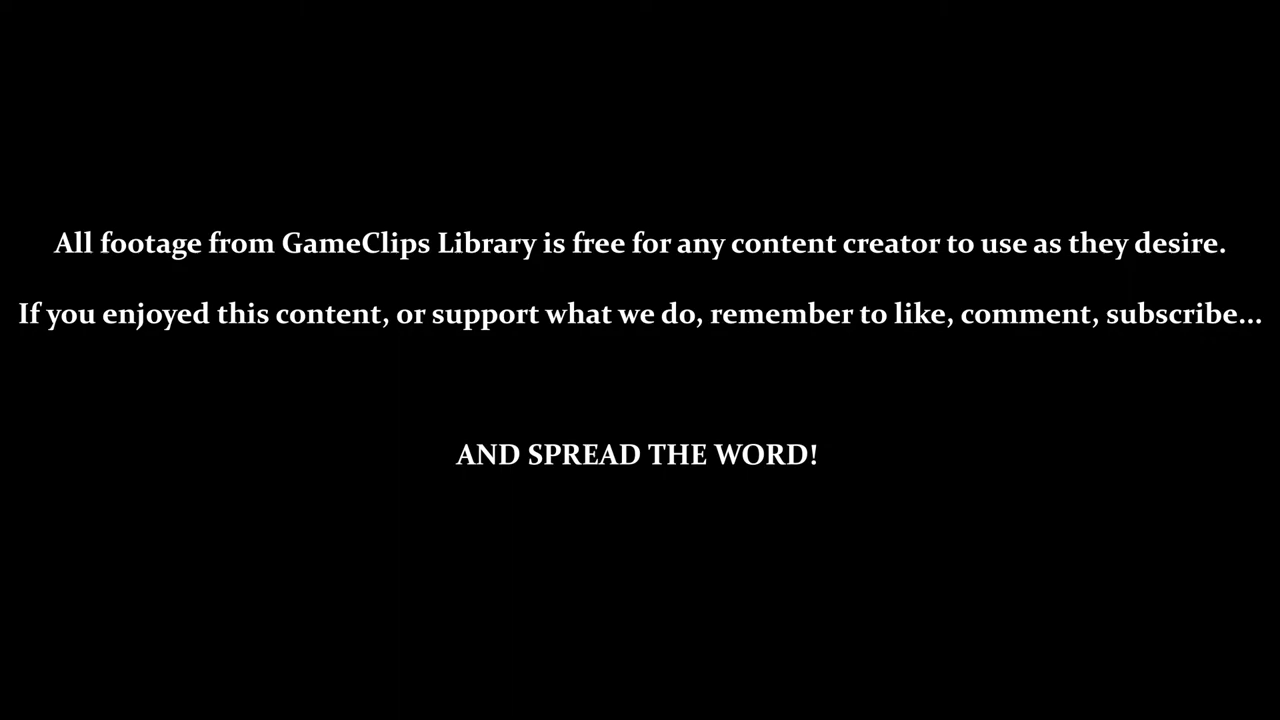 All footage from GameClips Library is free for any content creator to use as they desire.
If you enjoyed this content, or support what we do, remember to like, comment, subscribe...
AND SPREAD THE WORD!